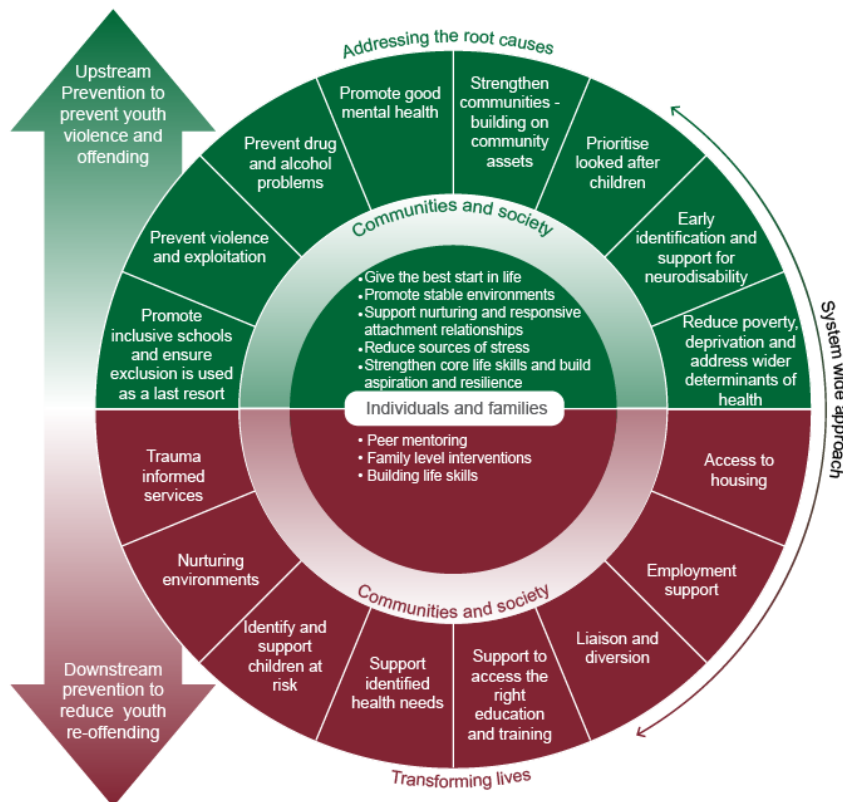 Addressing the root causes
Upstream
Prevention to
prevent youth
violence and
offending
Promote
inclusive schools
and ensure
exclusion is used
as a last resort
Prevent violence
and exploitation
Prevent drug
and alcohol
problems
Promote good
mental health
Strengthen
communities -
building on
community
assets
Prioritise
looked after
children
Early
identification and
support for
neurodisability
Reduce poverty,
deprivation and
address wider
determinants of
health
System wide approach
Communities and society
•Give the best start in life
•Promote stable environments
•Support nurturing and responsive
attachment relationships
•Reduce sources of stress
•Strengthen core life skills and build
aspiration and resilience
Individuals and families
• Peer mentoring
• Family level interventions
• Building life skills
Communities and society
Trauma
informed
services
Nurturing
environments
Identify and
support
children at
risk
Support
identified
health needs
Support to
access the
right
education
and training
Liaison and
diversion
Employment
support
Access to
housing
Downstream
prevention to
reduce youth
re-offending
Transforming lives